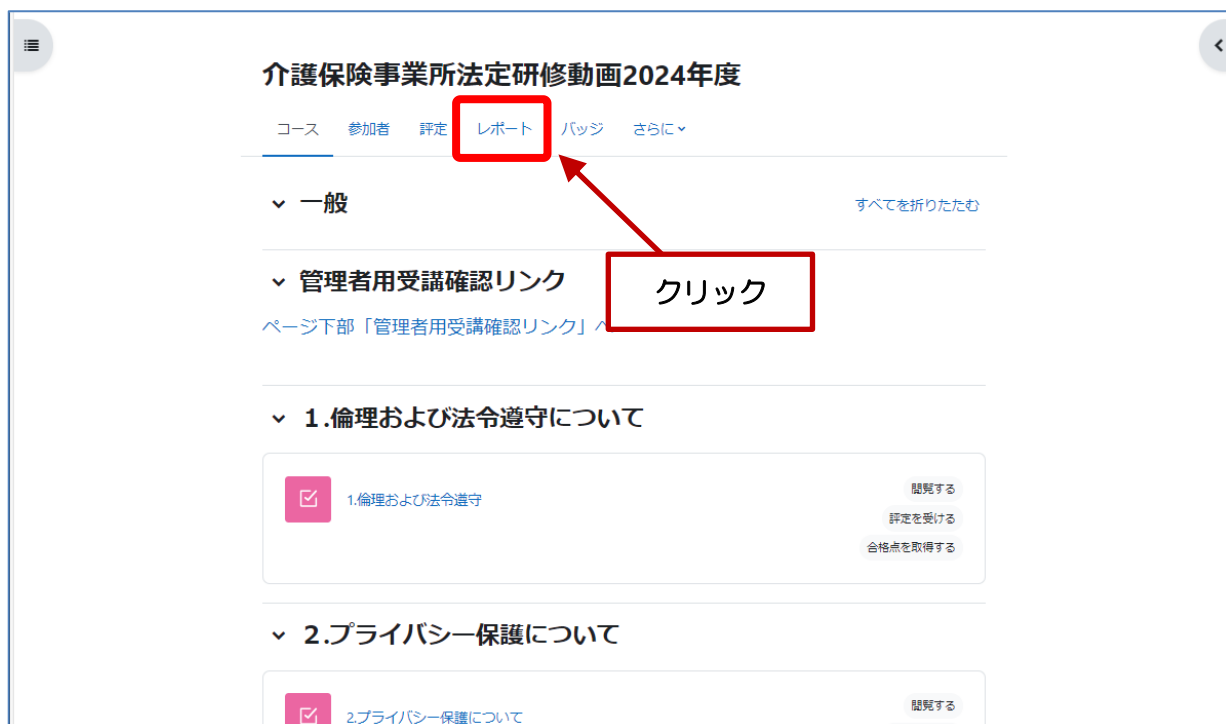 介護保険事業所法定研修動画2024年度
コース 参加者 評定 レポート バッジ さらに
一般 すべてを折りたたむ
管理者用受講確認リンク
クリック
ページ下部「管理者用受講確認リンク」へ
1.倫理および法令遵守について
1.倫理および法令遵守
閲覧する
評定を受ける
合格点を取得する
2.プライバシー保護について
2.プライバシー保護について
閲覧する